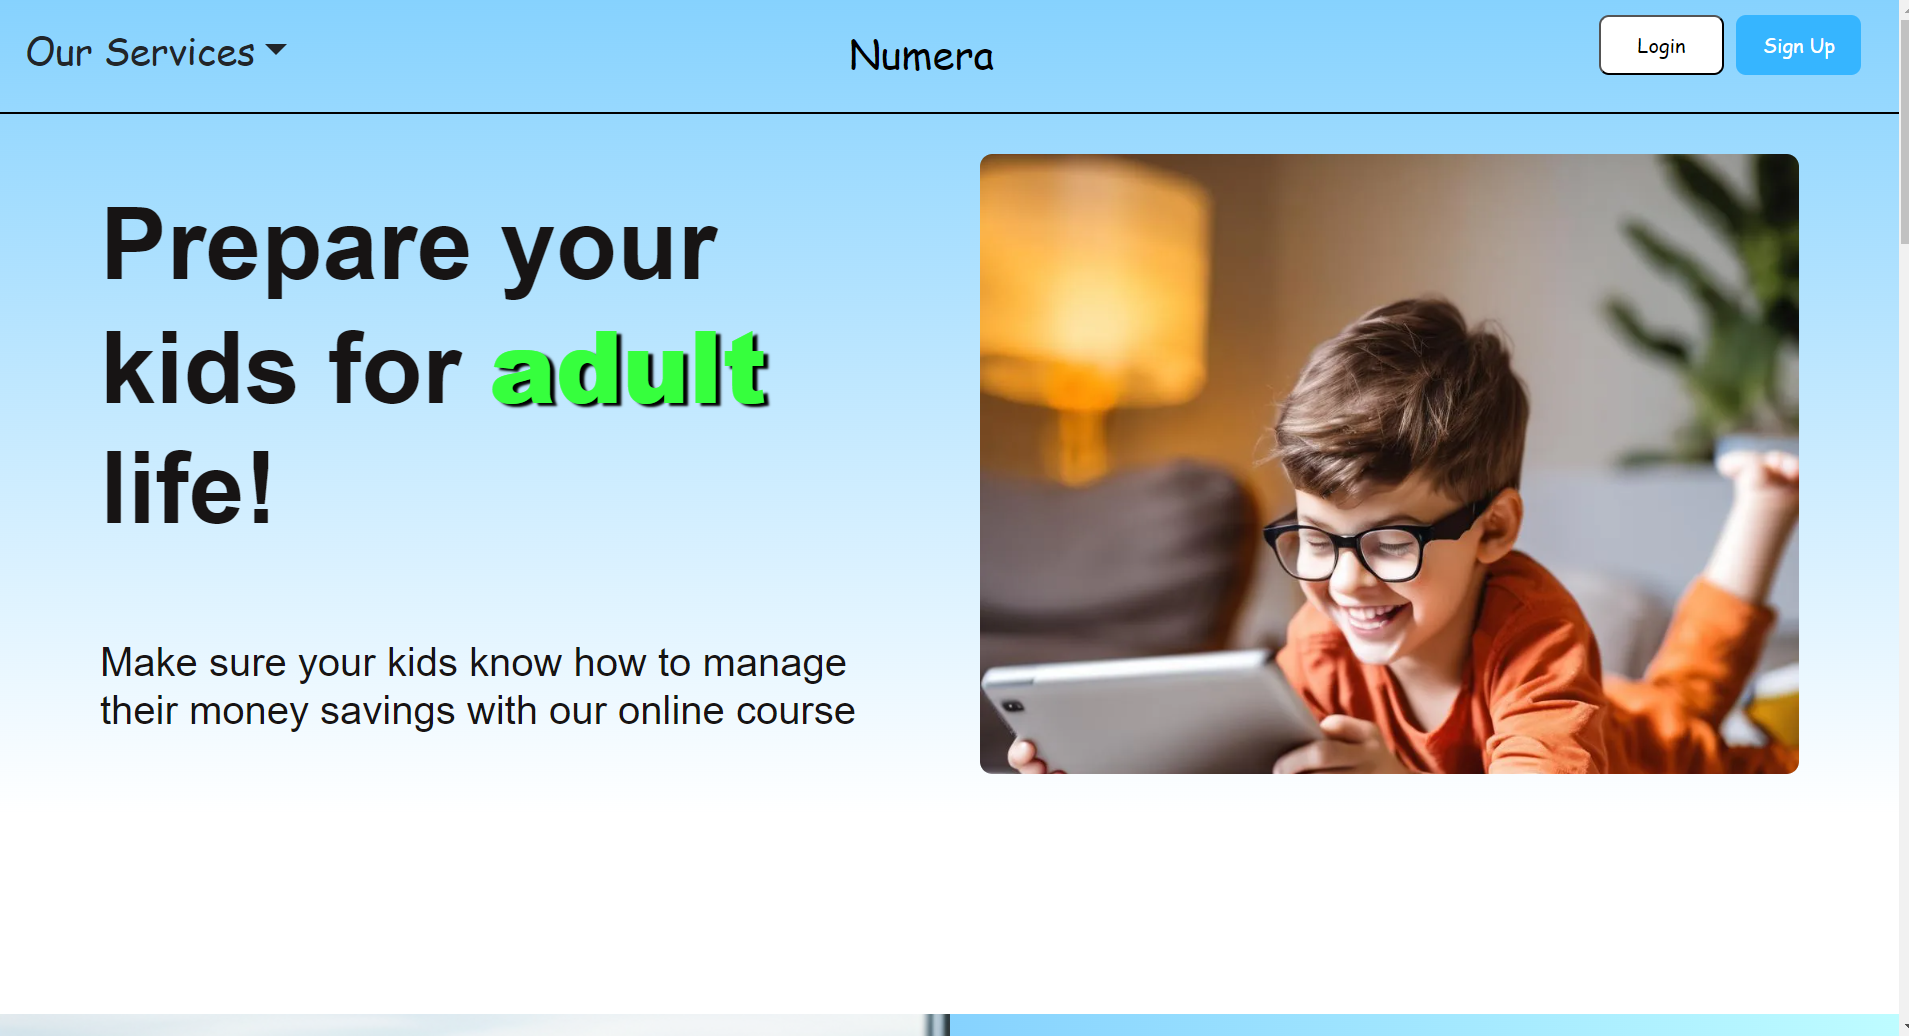 Our Services
Numera
Login
Sign Up
Prepare your
kids for adult
life!
Make sure your kids know how to manage
their money savings with our online course